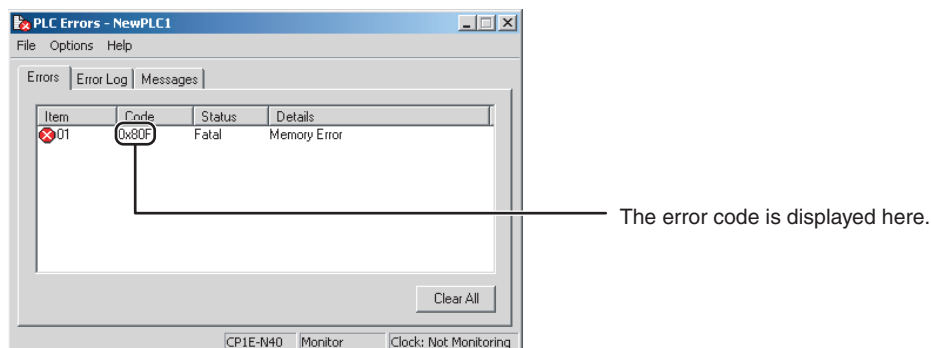 PLC Errors - NewPLC1
File Options Help
Errors Error Log Messages
Item Code Status Details
01 0x80F Fatal Memory Error
The error code is displayed here.
Clear All
CP1E-N40 Monitor Clock: Not Monitoring